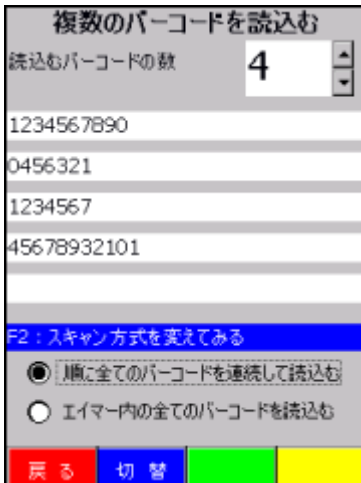 複数のバーコードを読込む
読込むバーコードの数 4
1234567890
0456321
1234567
45678932101
F2：スキャン方式を変えてみる
順に全てのバーコードを連続して読込む
エイマー内の全てのバーコードを読込む
戻る 切替